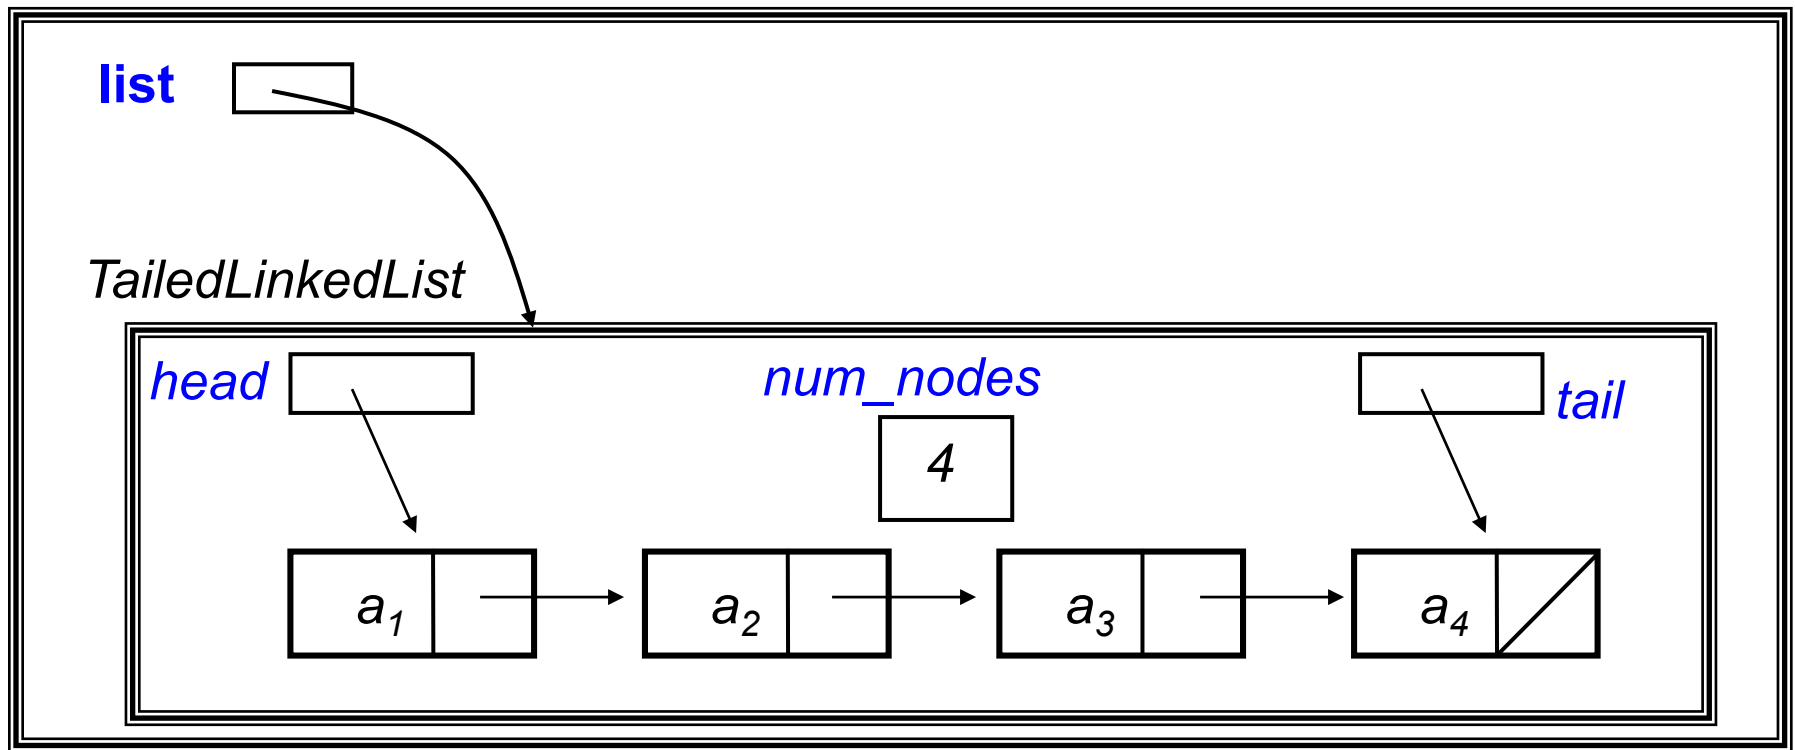 list
TailedLinkedList
head
num_nodes
tail
4
a1
a2
a3
a4